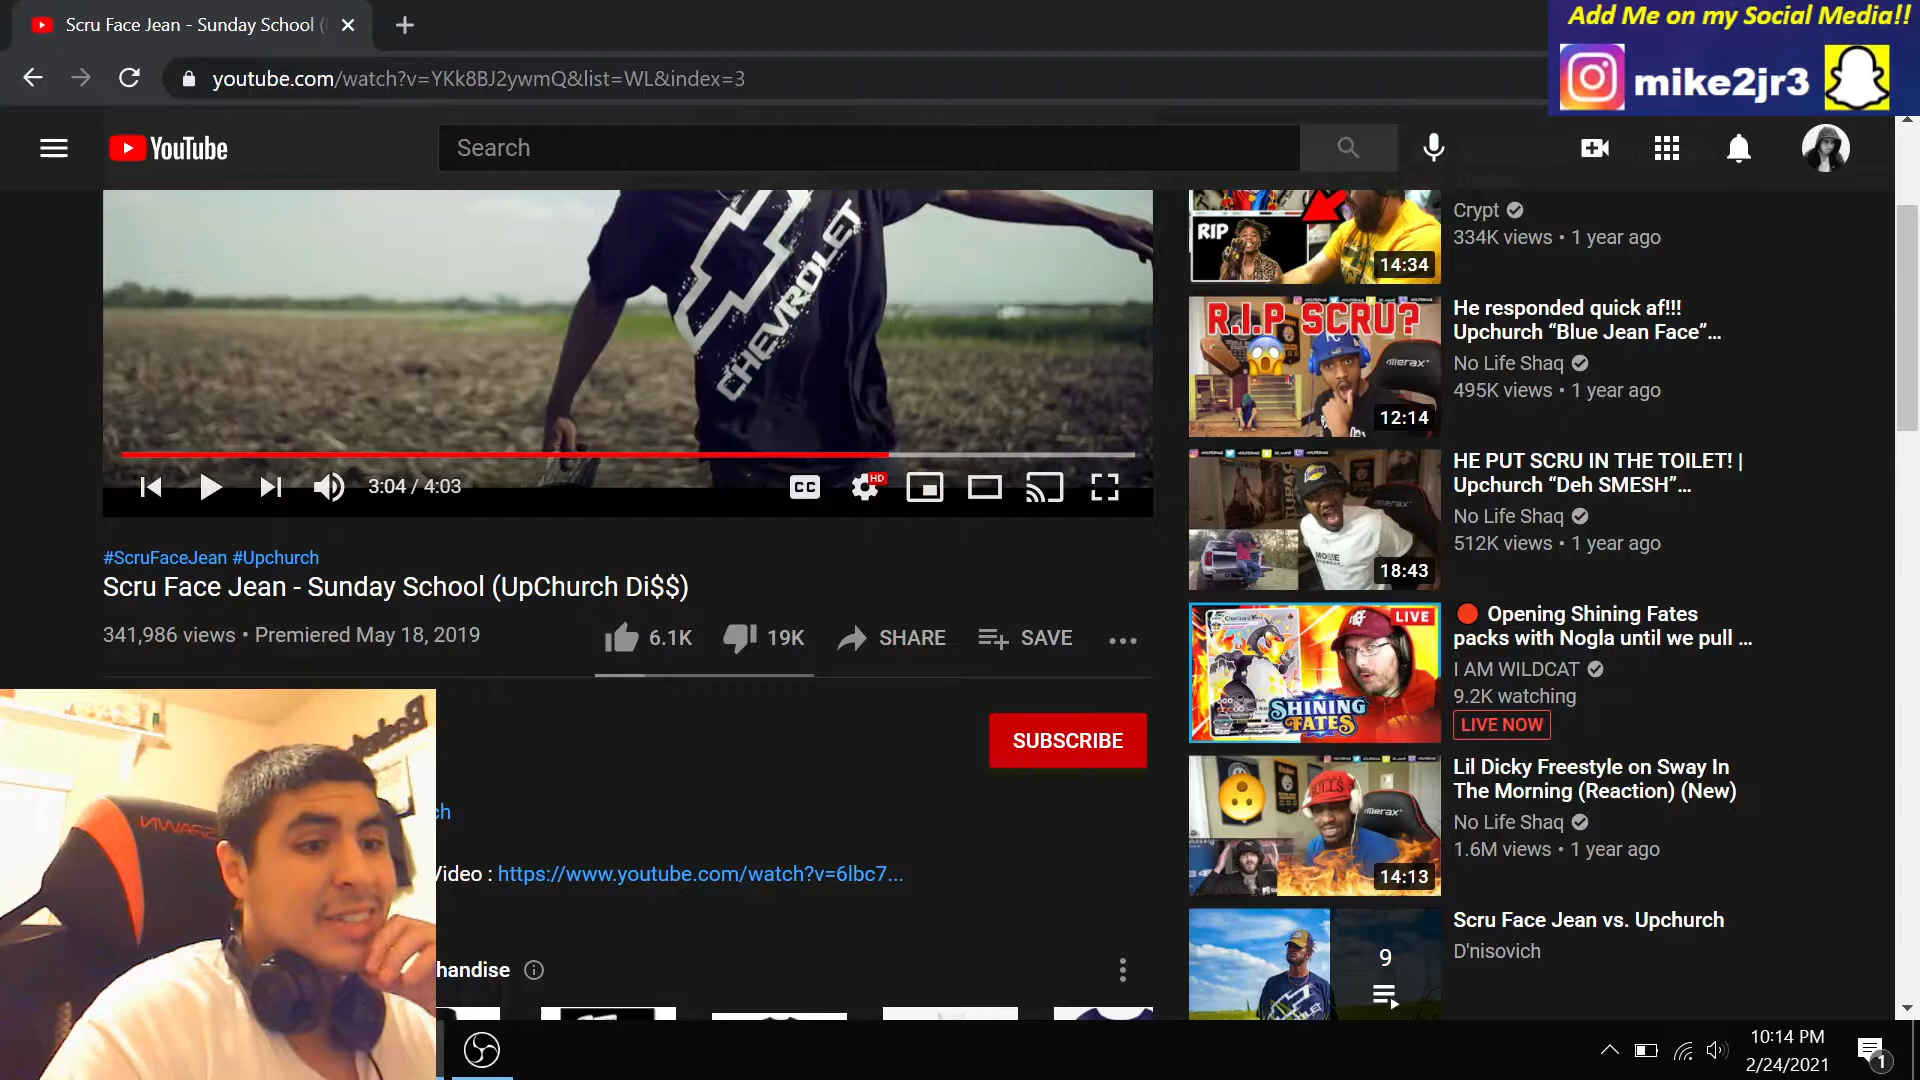 Scru Face Jean - Sunday School (
Add Me on my Social Media!!
mike2jr3
youtube.com/watch?v=YKk8BJ2ywmQ&list=WL&index=3
YouTube
Search
CHEVROLET
3:04 / 4:03
CC
HD
#ScruFaceJean #Upchurch
Scru Face Jean - Sunday School (UpChurch Di$$)
341,986 views • Premiered May 18, 2019
6.1K
19K
SHARE
SAVE
SUBSCRIBE
ch
Video : https://www.youtube.com/watch?v=6lbc7...
handise
RIP
14:34
Crypt
334K views • 1 year ago
R.I.P SCRU?
12:14
He responded quick af!!!
Upchurch “Blue Jean Face”...
No Life Shaq
495K views • 1 year ago
18:43
HE PUT SCRU IN THE TOILET! |
Upchurch “Deh SMESH”...
No Life Shaq
512K views • 1 year ago
LIVE
SHINING
FATES
Opening Shining Fates
packs with Nogla until we pull ...
I AM WILDCAT
9.2K watching
LIVE NOW
BULLS
14:13
Lil Dicky Freestyle on Sway In
The Morning (Reaction) (New)
No Life Shaq
1.6M views • 1 year ago
9
Scru Face Jean vs. Upchurch
D'nisovich
10:14 PM
2/24/2021
1